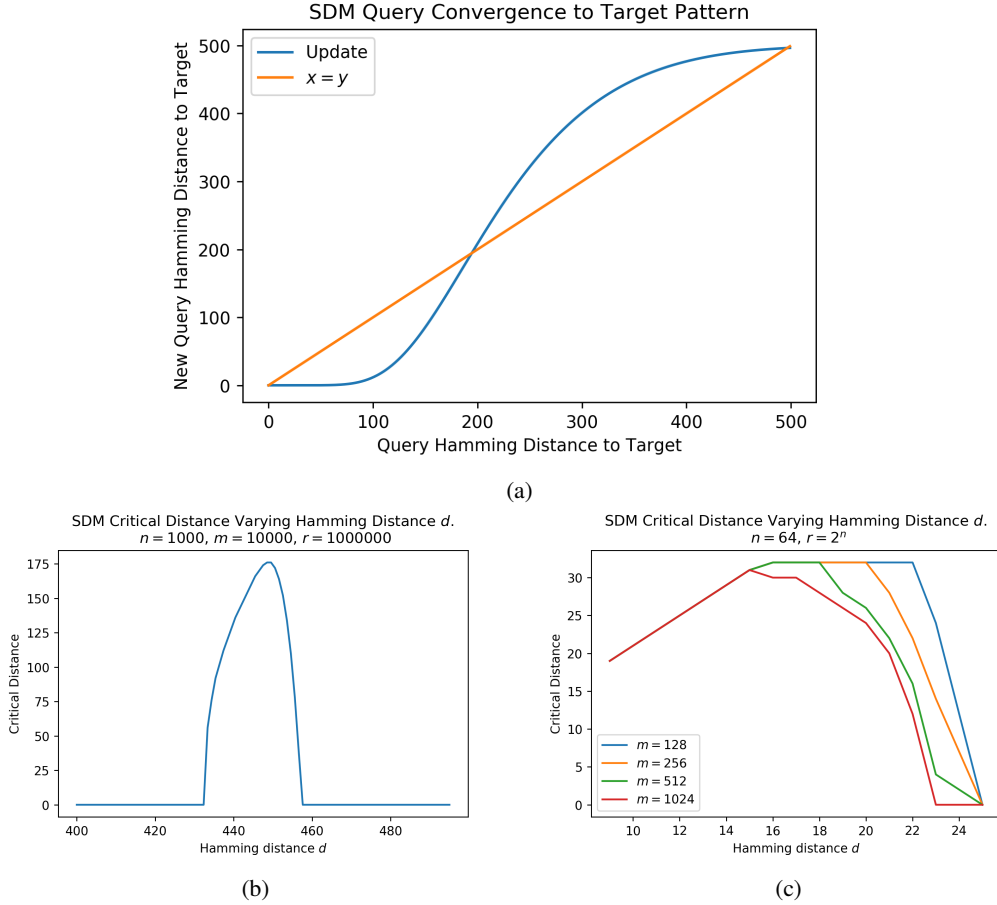 SDM Query Convergence to Target Pattern
New Query Hamming Distance to Target
500
400
300
200
100
0
Update
x = y
0 100 200 300 400 500
Query Hamming Distance to Target
(a)
SDM Critical Distance Varying Hamming Distance d.
n = 1000, m = 10000, r = 1000000
Critical Distance
175
150
125
100
75
50
25
0
400 420 440 460 480
Hamming distance d
(b)
SDM Critical Distance Varying Hamming Distance d.
n = 64, r = 2^n
Critical Distance
30
25
20
15
10
5
0
m = 128
m = 256
m = 512
m = 1024
10 12 14 16 18 20 22 24
Hamming distance d
(c)